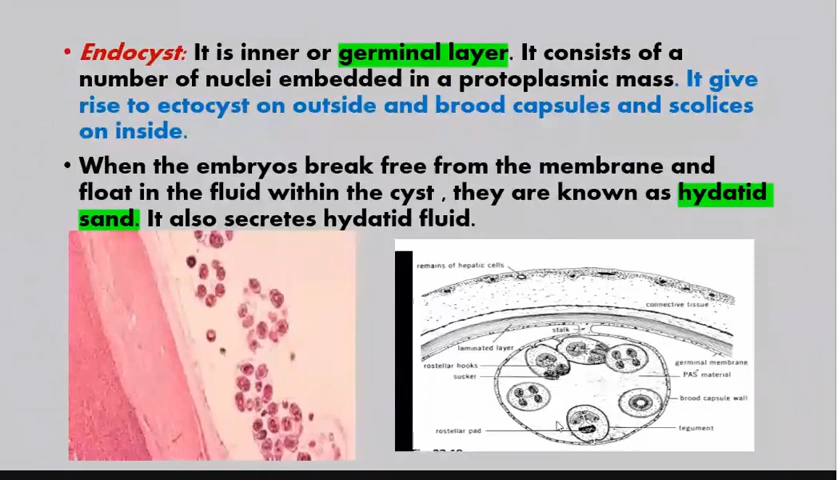 • Endocyst: It is inner or germinal layer. It consists of a
number of nuclei embedded in a protoplasmic mass. It give
rise to ectocyst on outside and brood capsules and scolices
on inside.
• When the embryos break free from the membrane and
float in the fluid within the cyst , they are known as hydatid
sand. It also secretes hydatid fluid.
remains of hepatic cells
connective tissue
stalk
laminated layer
germinal membrane
rostellar hooks
PAS material
sucker
brood capsule wall
rostellar pad
tegument